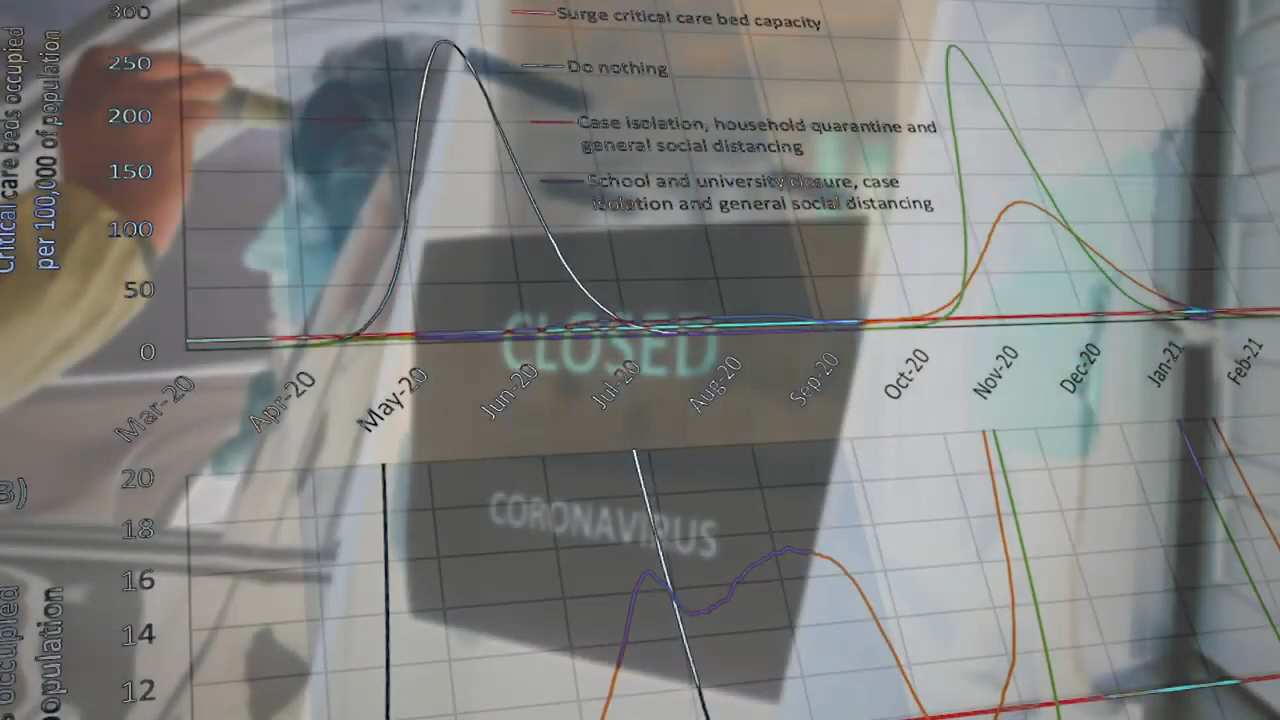 300
Surge critical care bed capacity
250
Do nothing
200
Case isolation, household quarantine and
general social distancing
150
School and university closure, case
isolation and general social distancing
100
50
0
Critical care beds occupied
per 100,000 of population
Mar-20
Apr-20
May-20
Jun-20
Jul-20
Aug-20
Sep-20
Oct-20
Nov-20
Dec-20
Jan-21
Feb-21
CLOSED
CORONAVIRUS
20
18
16
14
12
B)
occupied
population